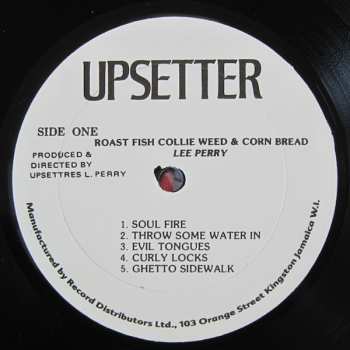 UPSETTER
SIDE ONE
ROAST FISH COLLIE WEED & CORN BREAD
LEE PERRY
PRODUCED &
DIRECTED BY
UPSETTRES L. PERRY
1. SOUL FIRE
2. THROW SOME WATER IN
3. EVIL TONGUES
4. CURLY LOCKS
5. GHETTO SIDEWALK
Manufactured by Record Distributors Ltd., 103 Orange Street Kingston Jamaica W.I.